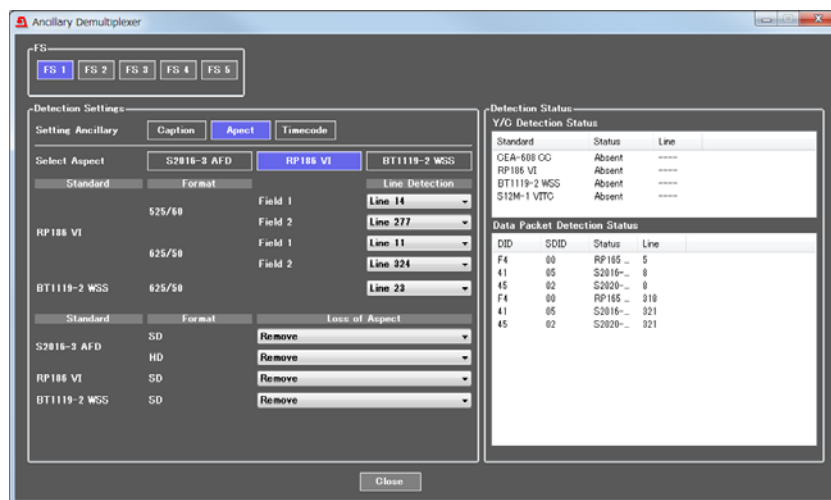 Ancillary Demultiplexer
FS
FS 1 FS 2 FS 3 FS 4 FS 5
Detection Settings
Setting Ancillary Caption Apect Timecode
Select Aspect S2016-3 AFD RP186 VI BT1119-2 WSS
Standard Format Line Detection
RP186 VI
525/60
Field 1 Line 14
Field 2 Line 277
625/50
Field 1 Line 11
Field 2 Line 324
BT1119-2 WSS 625/50 Line 23
Standard Format Loss of Aspect
S2016-3 AFD
SD Remove
HD Remove
RP186 VI SD Remove
BT1119-2 WSS SD Remove
Detection Status
Y/C Detection Status
Standard Status Line
CEA-608 CC Absent ----
RP186 VI Absent ----
BT1119-2 WSS Absent ----
S12M-1 VITC Absent ----
Data Packet Detection Status
DID SDID Status Line
F4 00 RP165 ... 5
41 05 S2016-... 8
45 02 S2020-... 8
F4 00 RP165 ... 318
41 05 S2016-... 321
45 02 S2020-... 321
Close